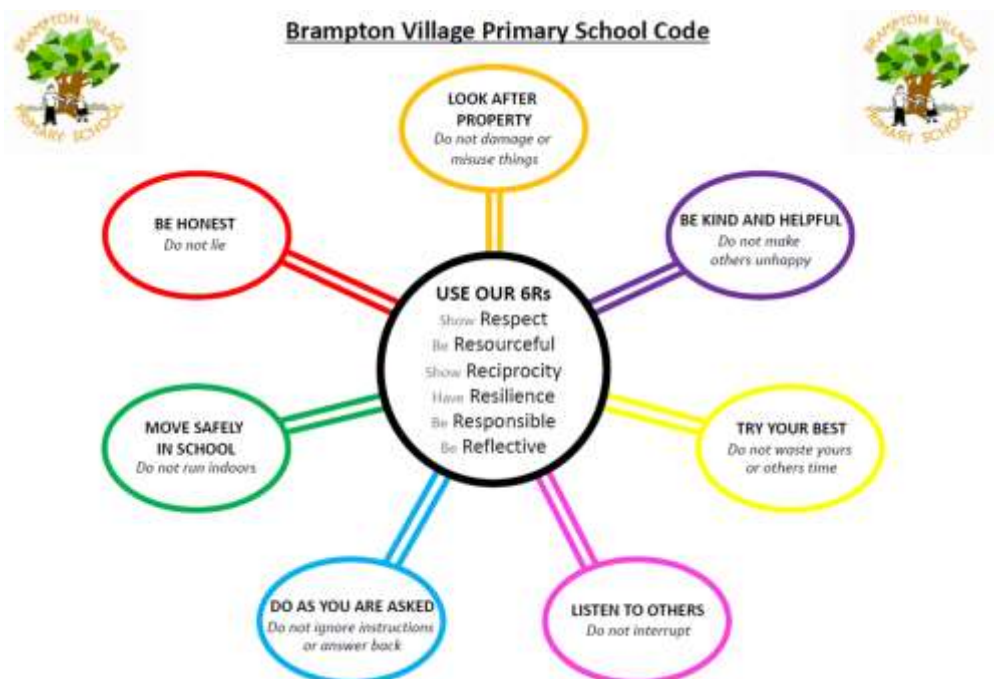 Brampton Village Primary School Code
BRAMPTON VILLAGE
PRIMARY SCHOOL
BRAMPTON VILLAGE
PRIMARY SCHOOL
LOOK AFTER
PROPERTY
Do not damage or
misuse things
BE HONEST
Do not lie
BE KIND AND HELPFUL
Do not make
others unhappy
USE OUR 6Rs
Show Respect
Be Resourceful
Show Reciprocity
Have Resilience
Be Responsible
Be Reflective
MOVE SAFELY
IN SCHOOL
Do not run indoors
TRY YOUR BEST
Do not waste yours
or others time
DO AS YOU ARE ASKED
Do not ignore instructions
or answer back
LISTEN TO OTHERS
Do not interrupt